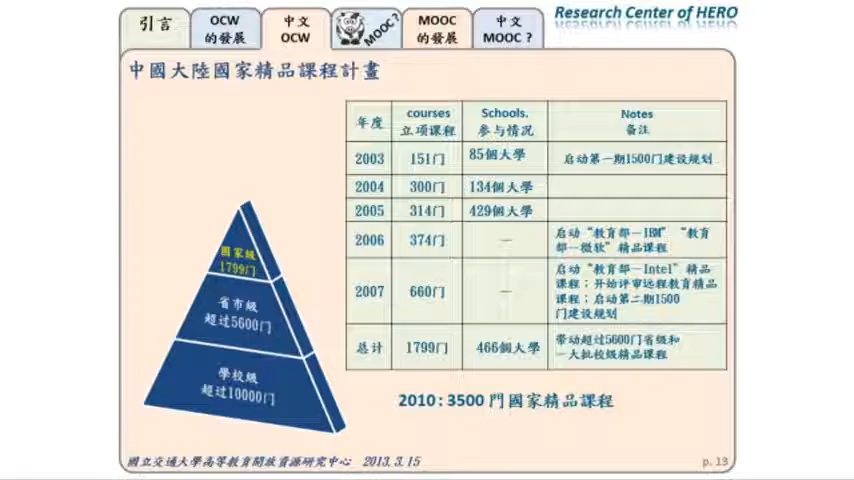 引言
OCW
的發展
中文
OCW
MOOC?
MOOC
的發展
中文
MOOC?
Research Center of HERO
中國大陸國家精品課程計畫
年度
courses
立项课程
Schools.
参与情况
Notes
备注
2003
151门
85個大學
启动第一期1500门建设规划
2004
300门
134個大學
2005
314门
429個大學
2006
374门
—
启动“教育部－IBM”“教育
部－微软”精品课程
2007
660门
—
启动“教育部－Intel”精品
课程；开始评审远程教育精品
课程；启动第二期1500
门建设规划
总计
1799门
466個大學
带动超过5600门省级和
一大批校级精品课程
國家級
1799门
省市級
超过5600门
學校級
超过10000门
2010 : 3500 門國家精品課程
國立交通大學高等教育開放資源研究中心 2013.3.15
p. 13